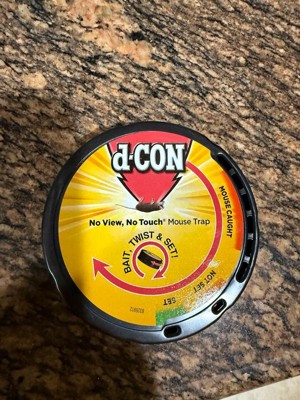 d-CON
No View, No Touch® Mouse Trap
BAIT, TWIST & SET!
MOUSE CAUGHT
NOT SET
SET